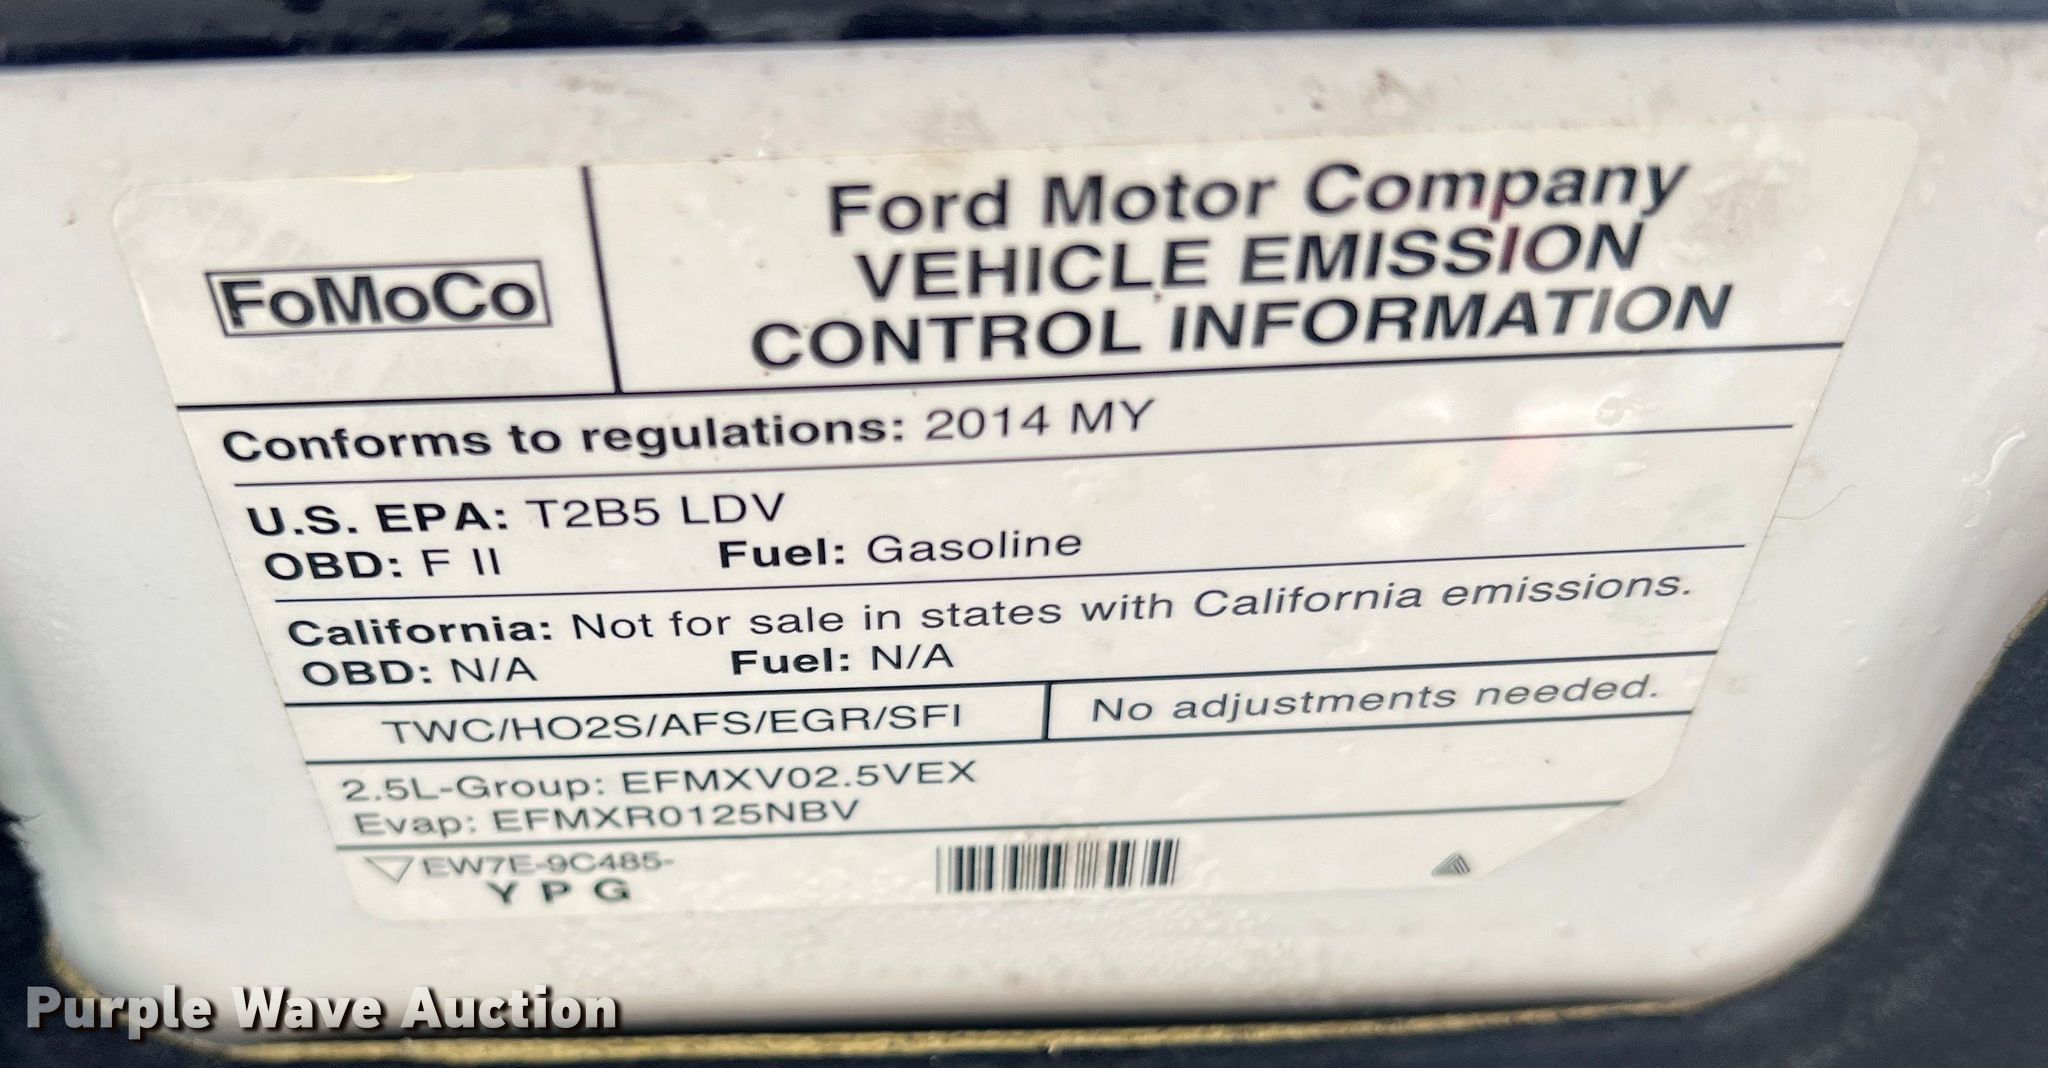 FoMoCo
Ford Motor Company
VEHICLE EMISSION
CONTROL INFORMATION
Conforms to regulations: 2014 MY
U.S. EPA: T2B5 LDV
OBD: F II Fuel: Gasoline
California: Not for sale in states with California emissions.
OBD: N/A Fuel: N/A
TWC/HO2S/AFS/EGR/SFI No adjustments needed.
2.5L-Group: EFMXV02.5VEX
Evap: EFMXR0125NBV
EW7E-9C485-
Y P G
Purple Wave Auction